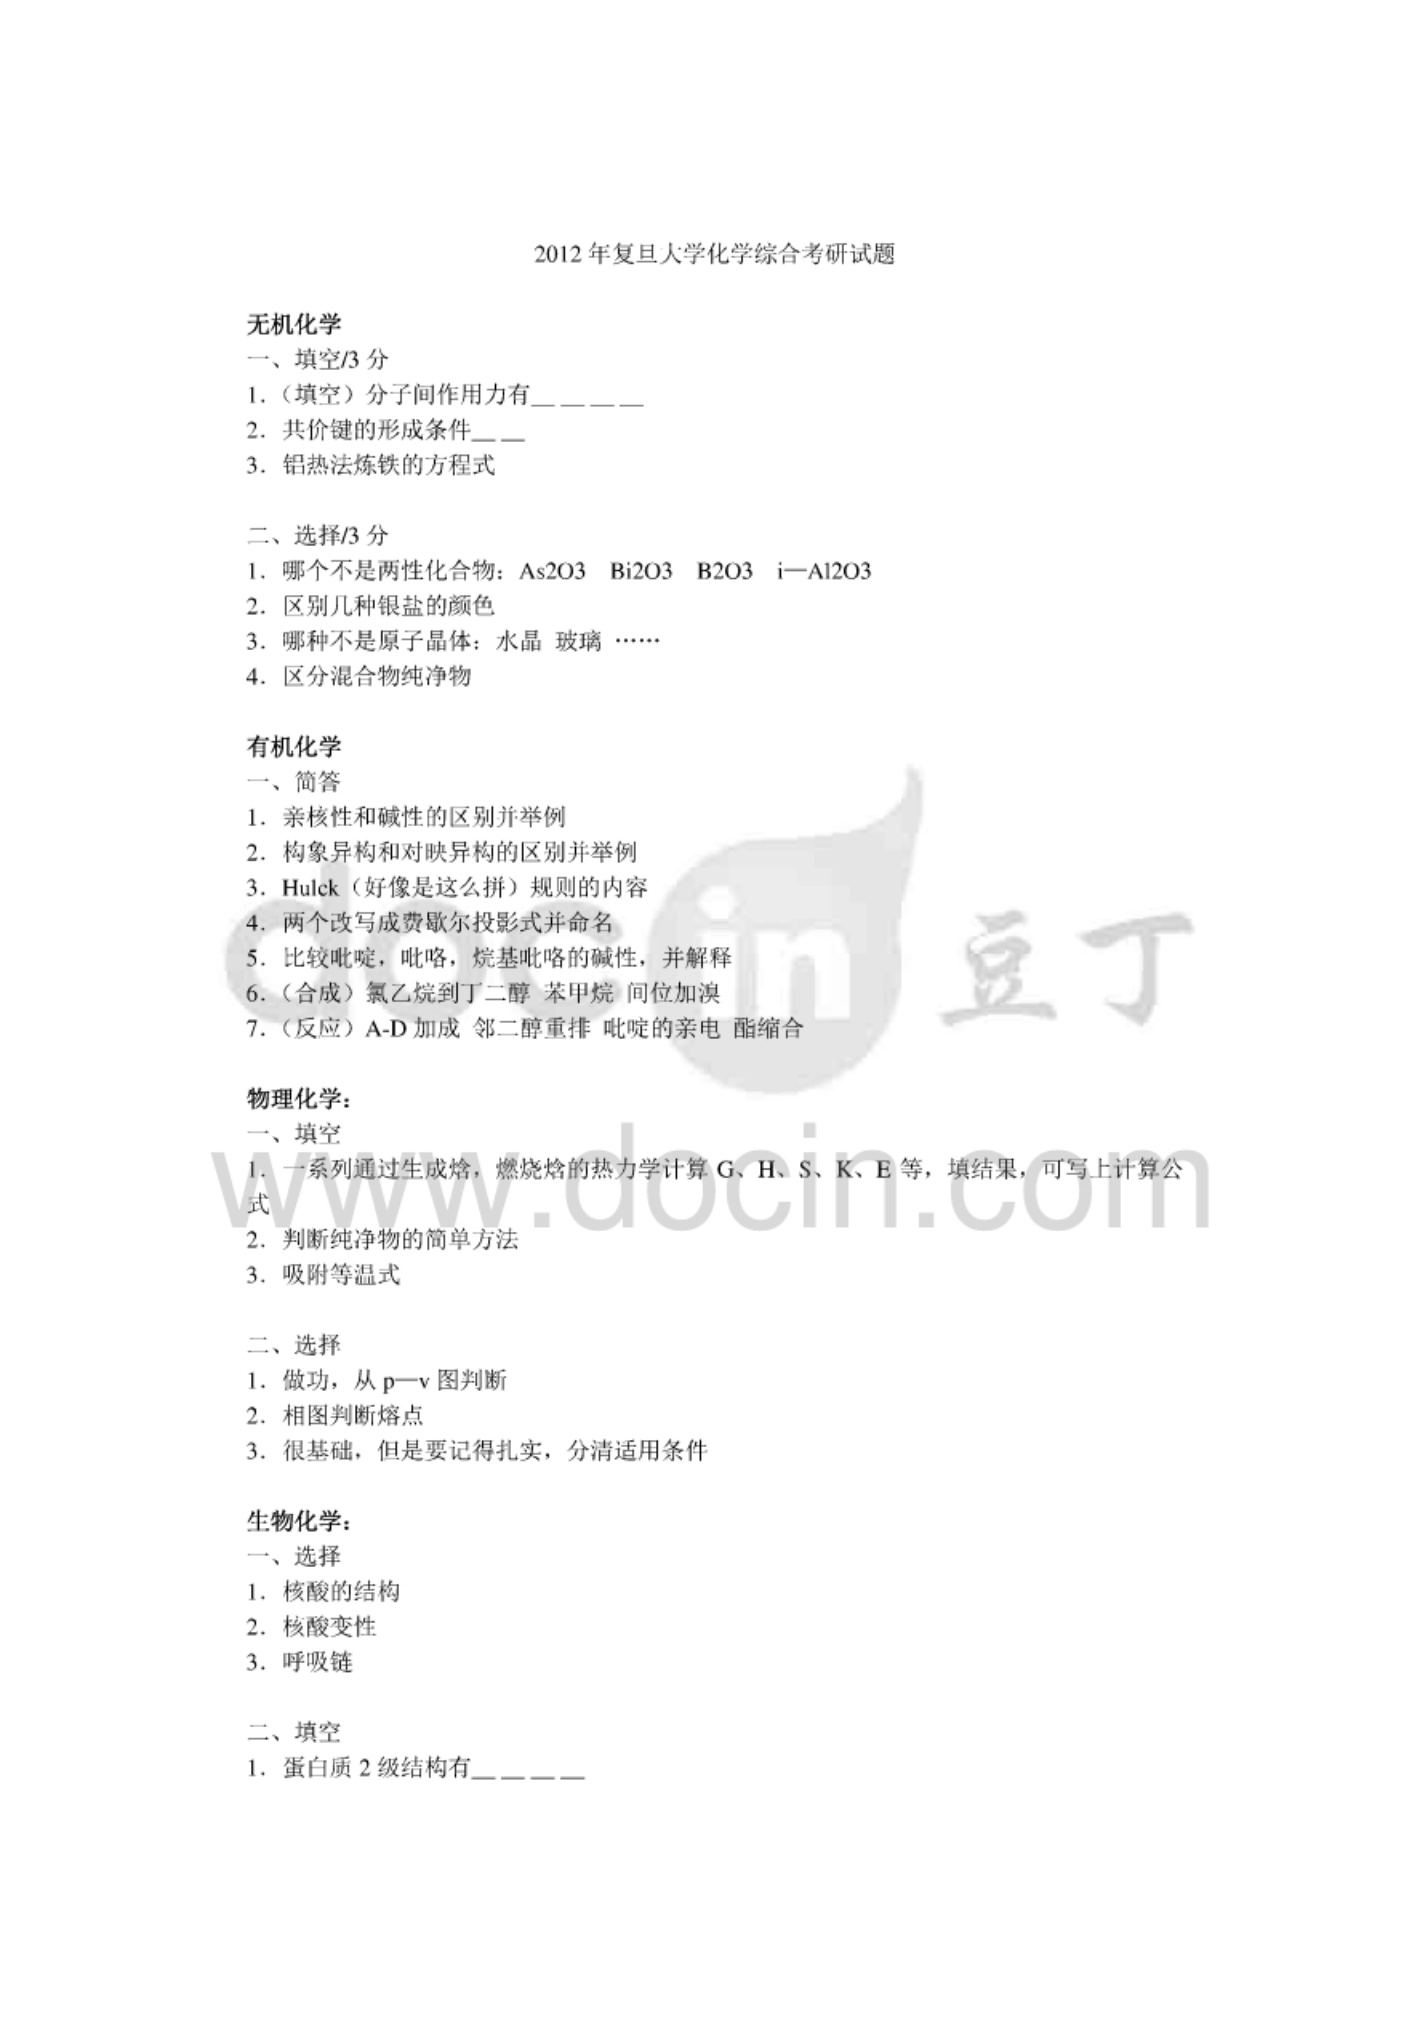 2012 年复旦大学化学综合考研试题
无机化学
一、填空/3 分
1.（填空）分子间作用力有__ __ __ __
2．共价键的形成条件__ __
3．铝热法炼铁的方程式
二、选择/3 分
1．哪个不是两性化合物：As2O3 Bi2O3 B2O3 i—Al2O3
2．区别几种银盐的颜色
3．哪种不是原子晶体：水晶 玻璃 ……
4．区分混合物纯净物
有机化学
一、简答
1．亲核性和碱性的区别并举例
2．构象异构和对映异构的区别并举例
3．Hulck（好像是这么拼）规则的内容
4．两个改写成费歇尔投影式并命名
5．比较吡啶，吡咯，烷基吡咯的碱性，并解释
6．（合成）氯乙烷到丁二醇 苯甲烷 间位加溴
7．（反应）A-D 加成 邻二醇重排 吡啶的亲电 酯缩合
docin 豆丁
物理化学：
一、填空
1．一系列通过生成焓，燃烧焓的热力学计算 G、H、S、K、E 等，填结果，可写上计算公
式
www.docin.com
2．判断纯净物的简单方法
3．吸附等温式
二、选择
1．做功，从 p—v 图判断
2．相图判断熔点
3．很基础，但是要记得扎实，分清适用条件
生物化学：
一、选择
1．核酸的结构
2．核酸变性
3．呼吸链
二、填空
1．蛋白质 2 级结构有__ __ __ __